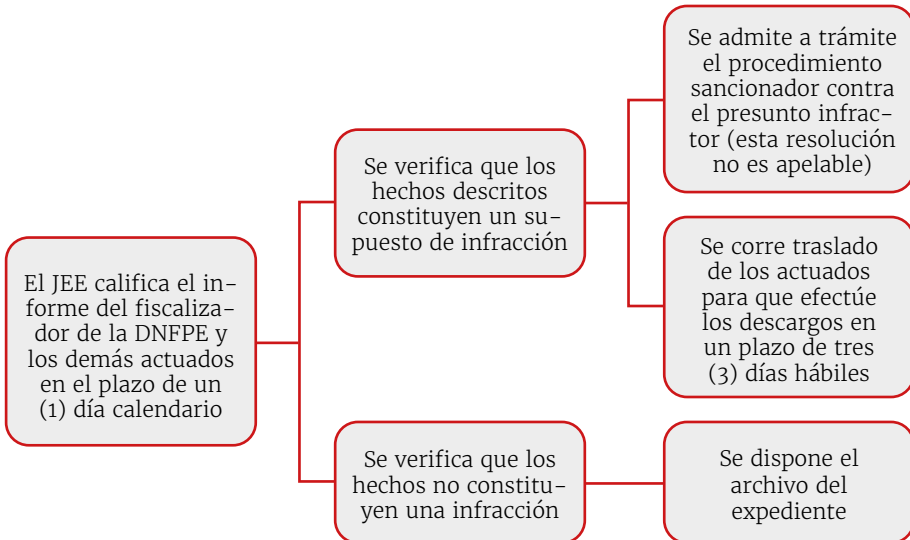 El JEE califica el in-
forme del fiscaliza-
dor de la DNFPE y
los demás actuados
en el plazo de un
(1) día calendario
Se verifica que los
hechos descritos
constituyen un su-
puesto de infracción
Se admite a trámite
el procedimiento
sancionador contra
el presunto infrac-
tor (esta resolución
no es apelable)
Se corre traslado
de los actuados
para que efectúe
los descargos en
un plazo de tres
(3) días hábiles
Se verifica que los
hechos no constitu-
yen una infracción
Se dispone el
archivo del
expediente